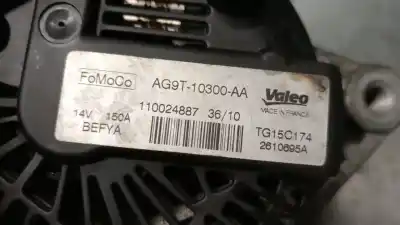 FoMoCo AG9T-10300-AA Valeo
MADE IN FRANCE
110024887 36/10
14V 150A TG15C174
BEFYA 2610695A